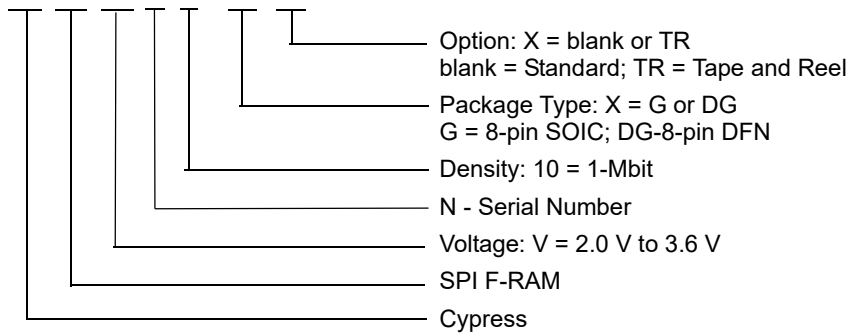 Option: X = blank or TR
blank = Standard; TR = Tape and Reel
Package Type: X = G or DG
G = 8-pin SOIC; DG-8-pin DFN
Density: 10 = 1-Mbit
N - Serial Number
Voltage: V = 2.0 V to 3.6 V
SPI F-RAM
Cypress